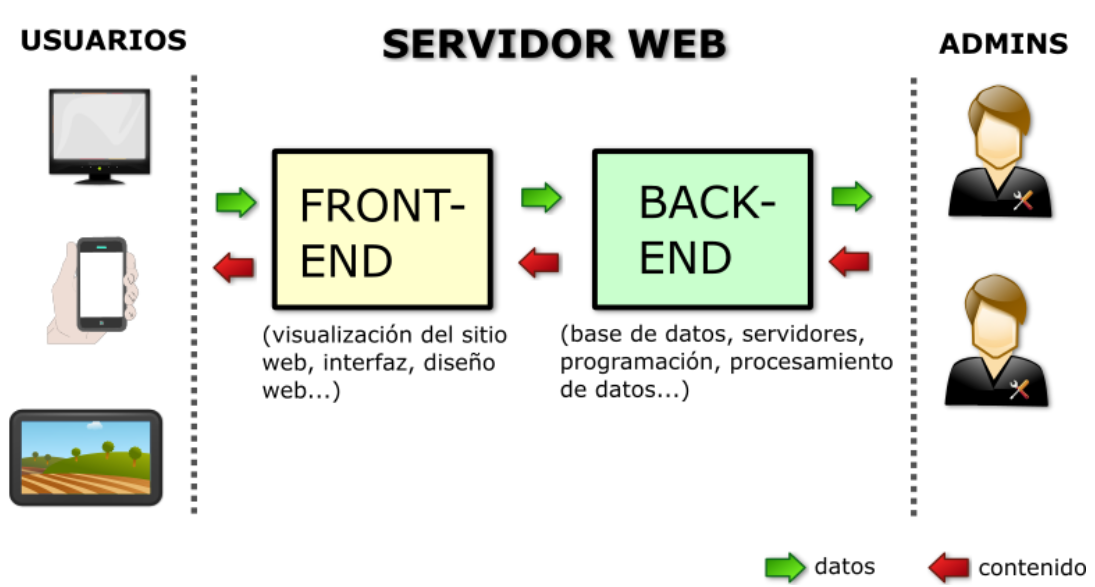 USUARIOS
SERVIDOR WEB
ADMINS
FRONT-
END
(visualización del sitio
web, interfaz, diseño
web...)
BACK-
END
(base de datos, servidores,
programación, procesamiento
de datos...)
datos
contenido